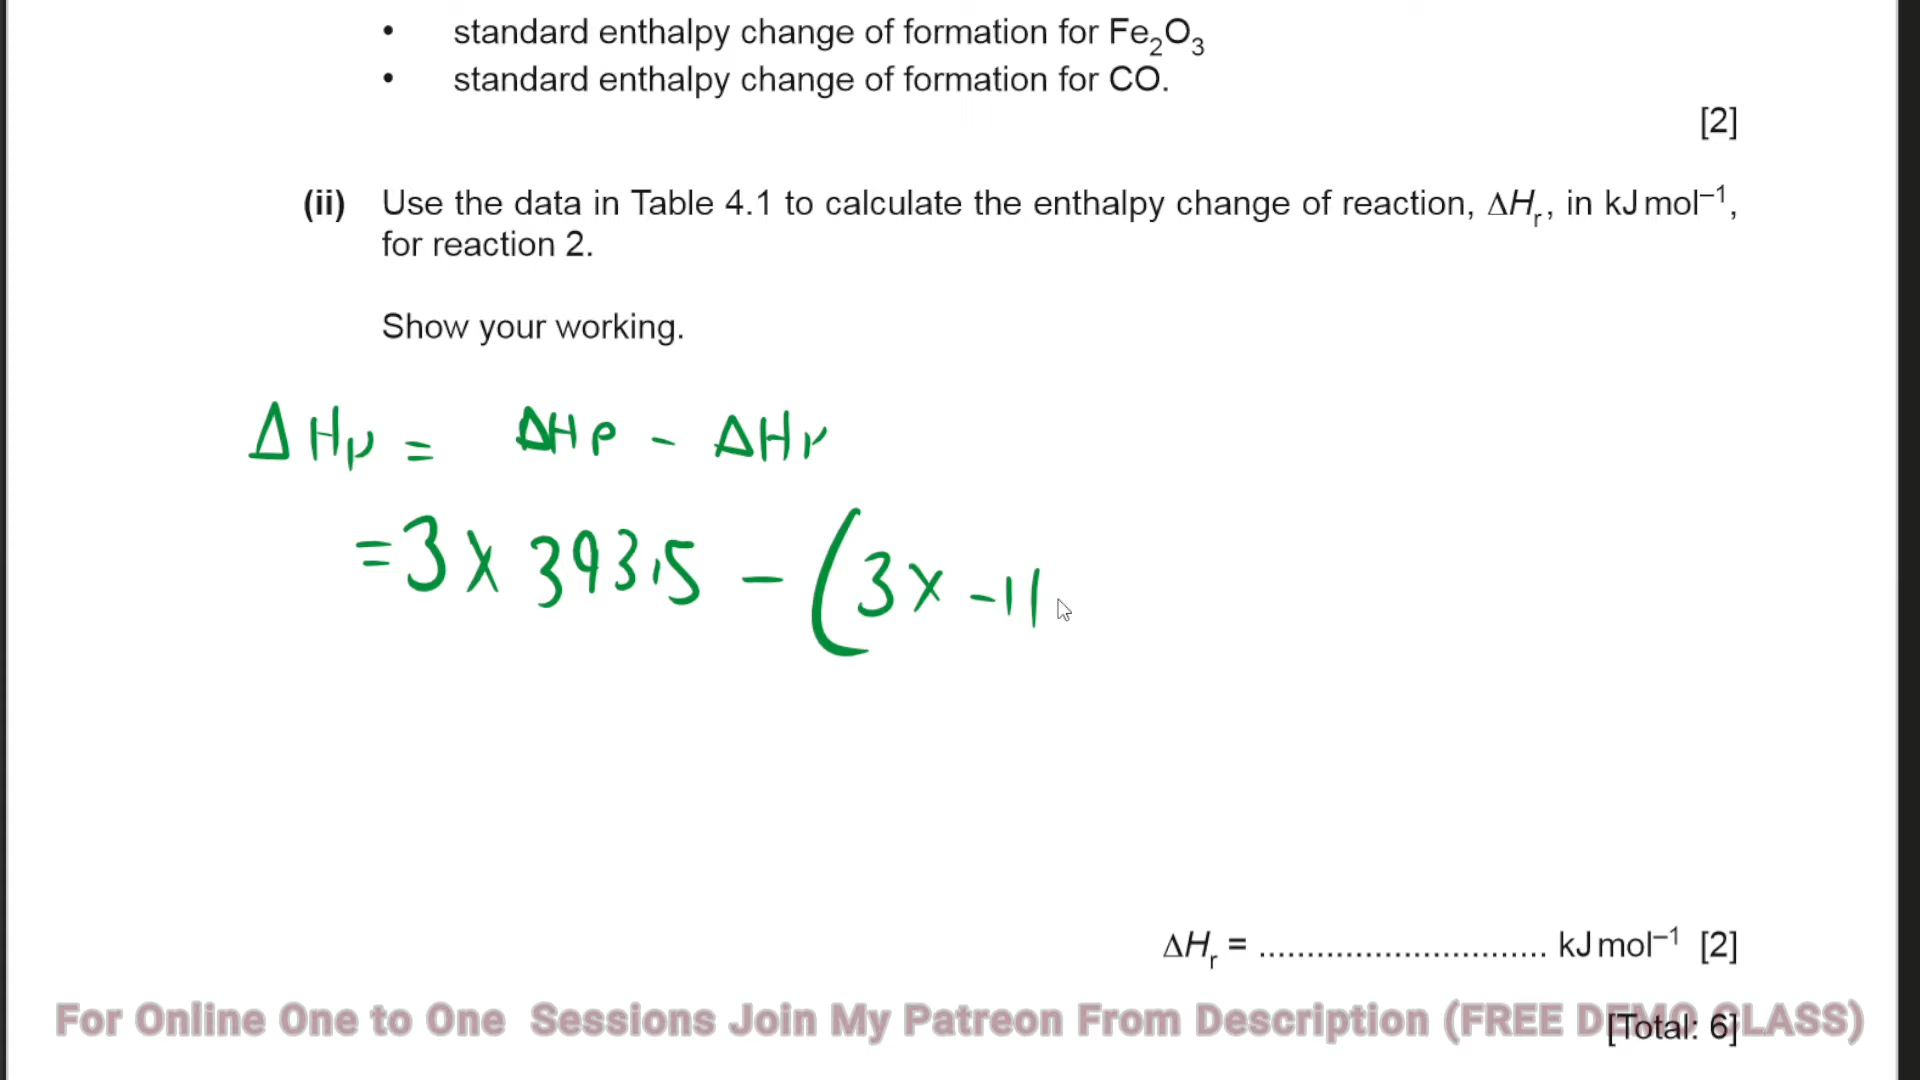 • standard enthalpy change of formation for Fe₂O₃
• standard enthalpy change of formation for CO.
[2]
(ii) Use the data in Table 4.1 to calculate the enthalpy change of reaction, ΔHᵣ, in kJ mol⁻¹,
for reaction 2.
Show your working.
ΔHr = ΔHp - ΔHr
= 3 x 393.5 - (3 x -11
ΔHᵣ = .............................. kJ mol⁻¹ [2]
For Online One to One Sessions Join My Patreon From Description (FREE DEMO CLASS)
[Total: 6]